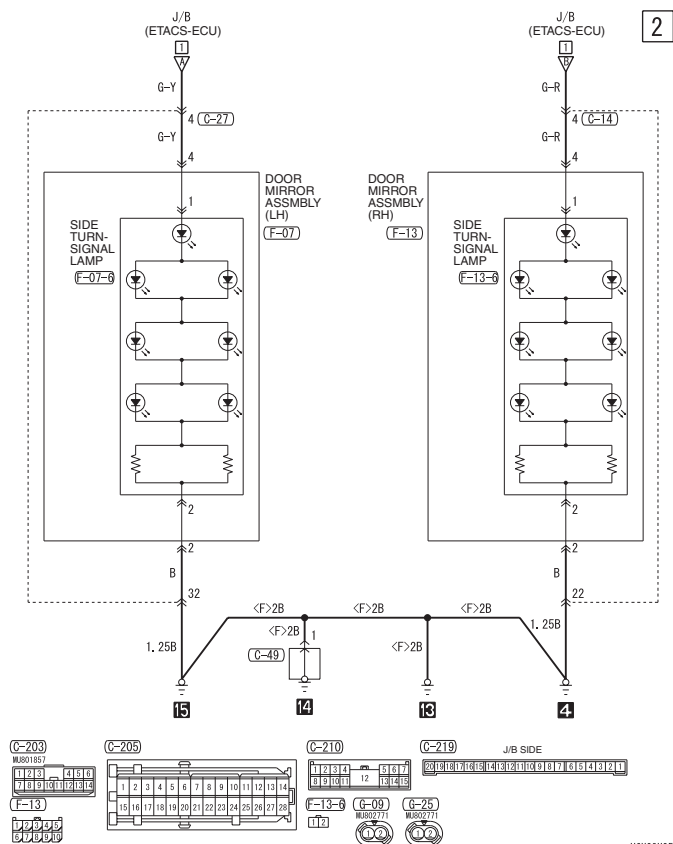 J/B
(ETACS-ECU)
1
A
G-Y
4 C-27
G-Y
4
1
DOOR
MIRROR
ASSMBLY
(LH)
F-07
SIDE
TURN-
SIGNAL
LAMP
F-07-6
2
2
B
32
1. 25B
J/B
(ETACS-ECU)
1
B
2
G-R
4 C-14
G-R
4
1
DOOR
MIRROR
ASSMBLY
(RH)
F-13
SIDE
TURN-
SIGNAL
LAMP
F-13-6
2
2
B
22
1. 25B
<F>2B <F>2B <F>2B
<F>2B 1 <F>2B
C-49
15 14 13 4
C-203
MU801857
1 2 3 4 5 6
7 8 9 10 11 12 13 14
C-205
1 2 3 4 5 6 7 8 9 10 11 12 13 14
15 16 17 18 19 20 21 22 23 24 25 26 27 28
C-210
1 2 3 4 5 6 7
8 9 10 11 12 13 14 15
C-219
J/B SIDE
20 19 18 17 16 15 14 13 12 11 10 9 8 7 6 5 4 3 2 1
F-13
1 2 3 4 5
6 7 8 9 10
F-13-6
1 2
G-09
MU802771
1 2
G-25
MU802771
1 2